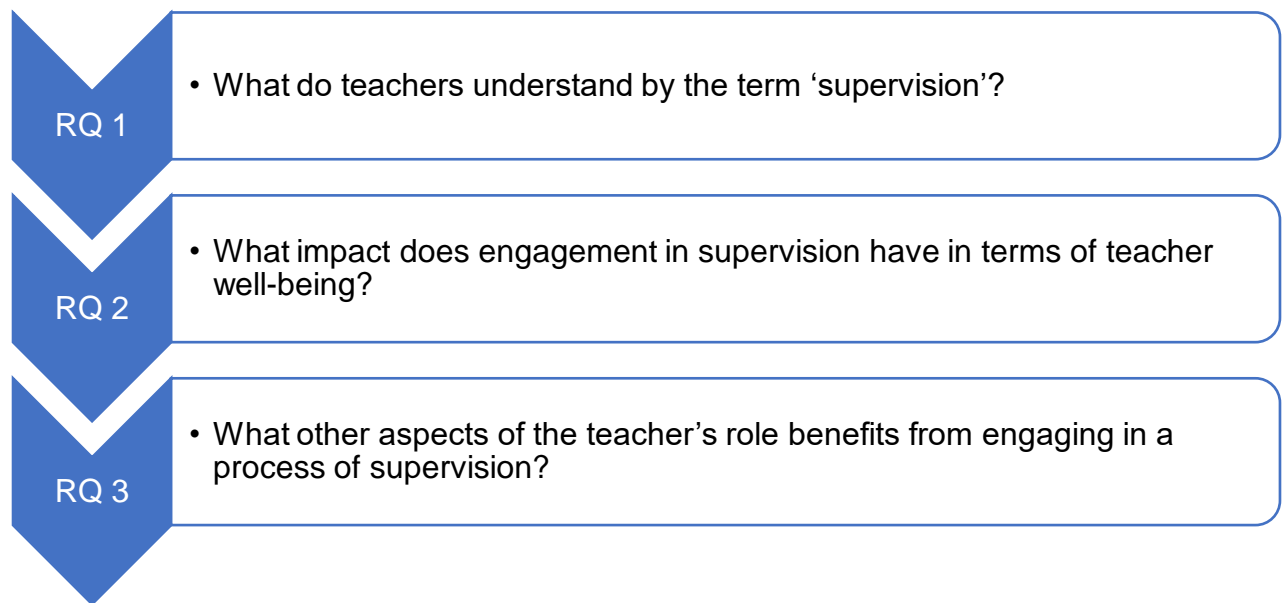 RQ 1
• What do teachers understand by the term ‘supervision’?
RQ 2
• What impact does engagement in supervision have in terms of teacher
well-being?
RQ 3
• What other aspects of the teacher’s role benefits from engaging in a
process of supervision?